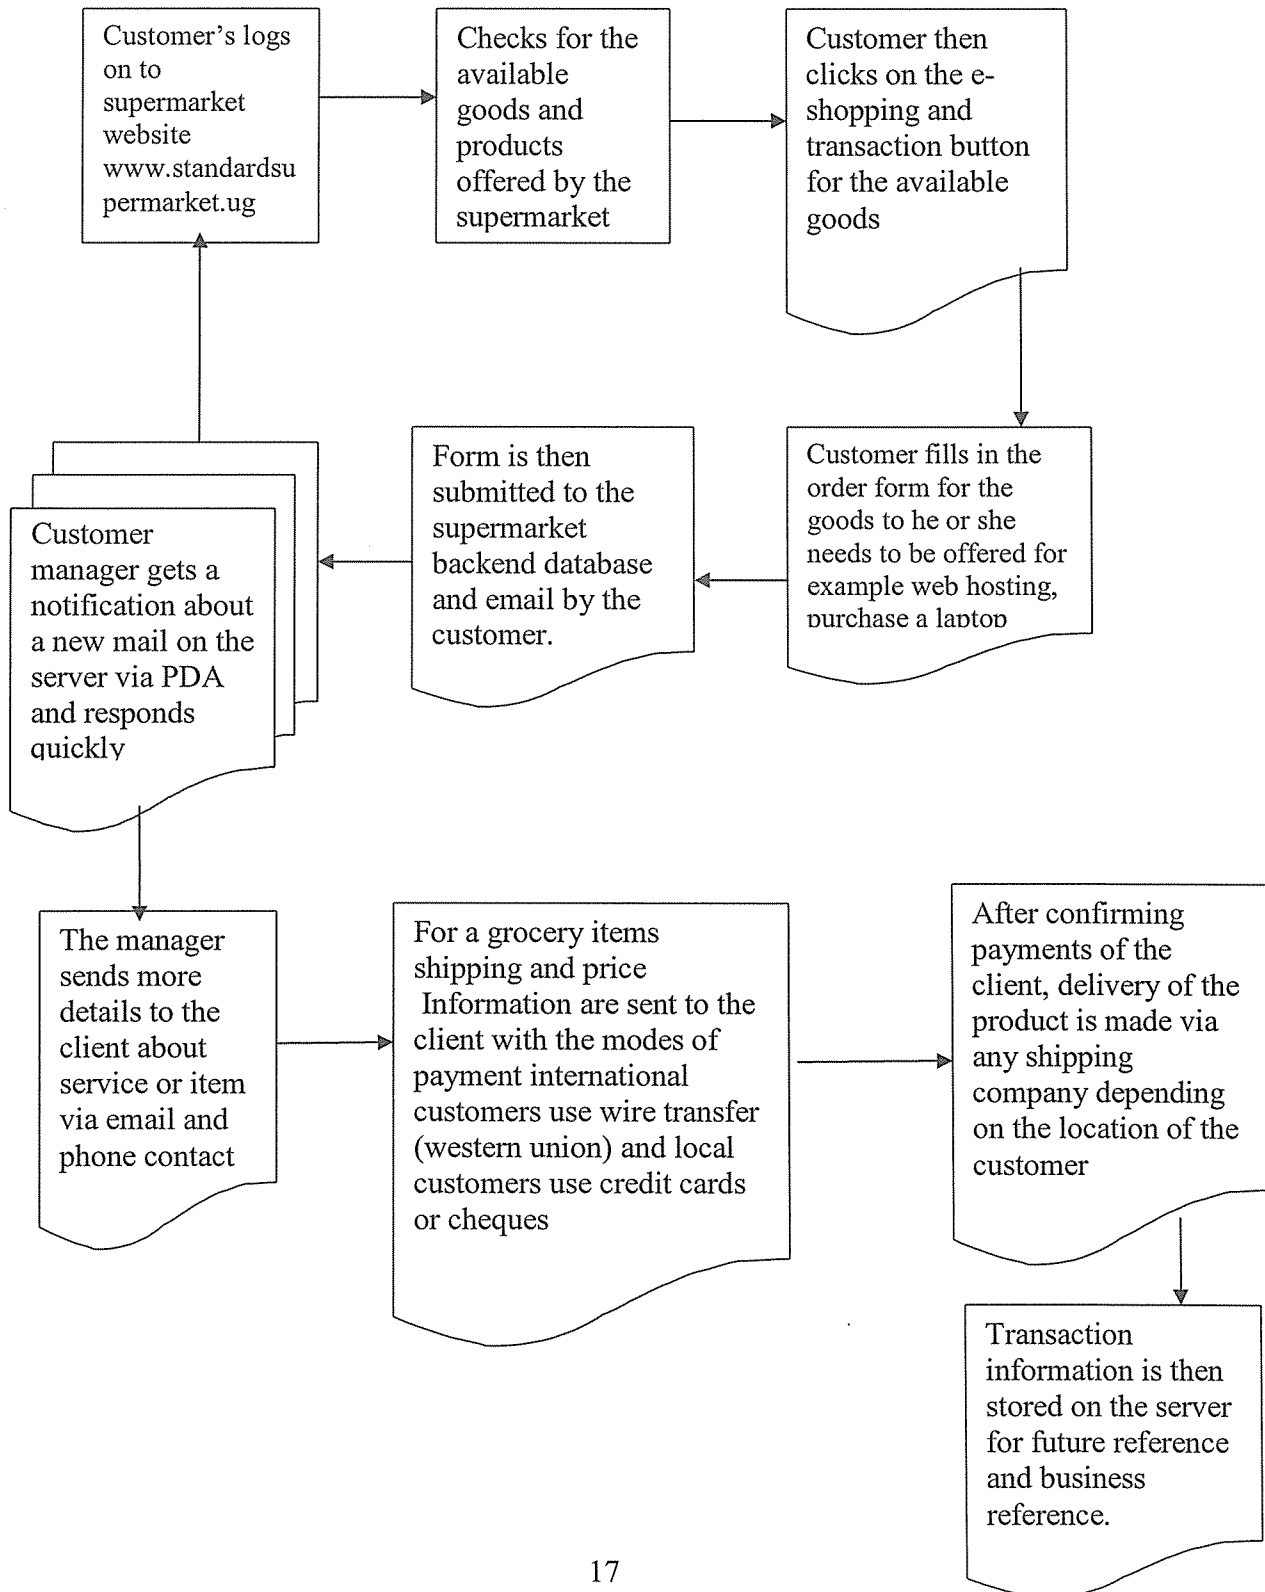 Customer's logs
on to
supermarket
website
www.standardsu
permarket.ug
Checks for the
available
goods and
products
offered by the
supermarket
Customer then
clicks on the e-
shopping and
transaction button
for the available
goods
Customer fills in the
order form for the
goods to he or she
needs to be offered for
example web hosting,
purchase a laptop
Form is then
submitted to the
supermarket
backend database
and email by the
customer.
Customer
manager gets a
notification about
a new mail on the
server via PDA
and responds
quickly
The manager
sends more
details to the
client about
service or item
via email and
phone contact
For a grocery items
shipping and price
Information are sent to the
client with the modes of
payment international
customers use wire transfer
(western union) and local
customers use credit cards
or cheques
After confirming
payments of the
client, delivery of the
product is made via
any shipping
company depending
on the location of the
customer
Transaction
information is then
stored on the server
for future reference
and business
reference.
17